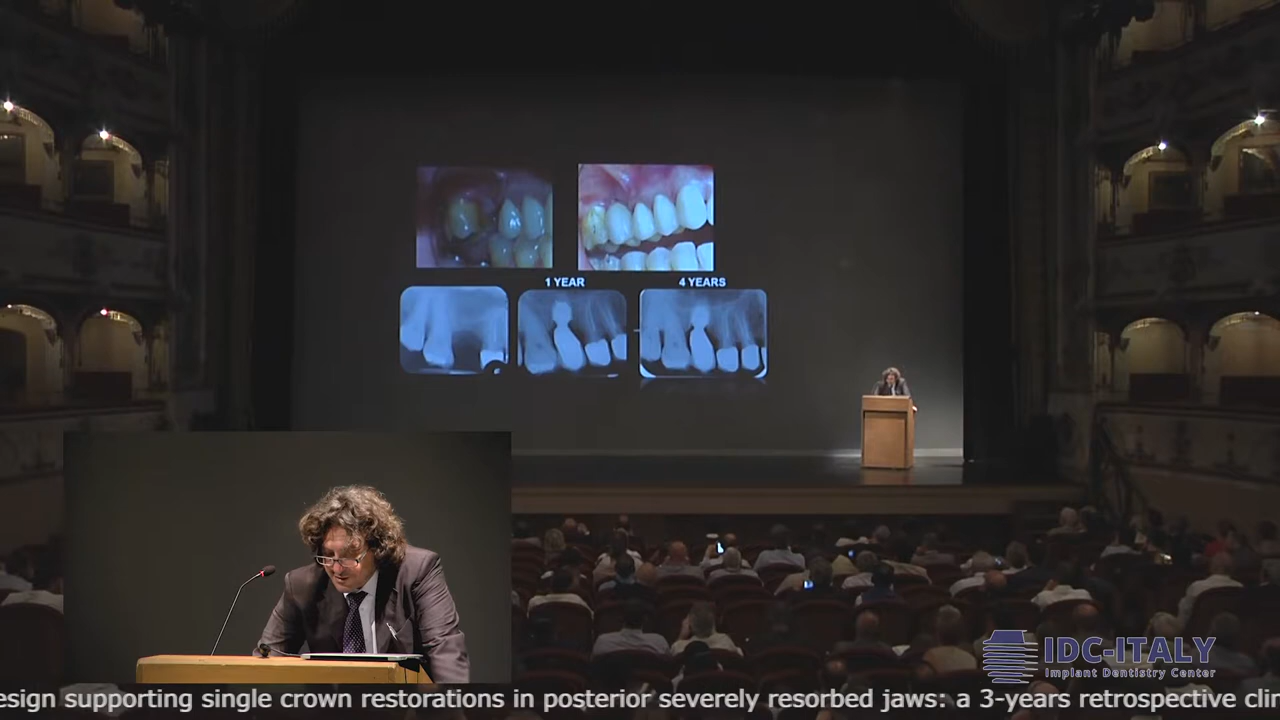 1 YEAR
4 YEARS
IDC-ITALY
Implant Dentistry Center
esign supporting single crown restorations in posterior severely resorbed jaws: a 3-years retrospective clin